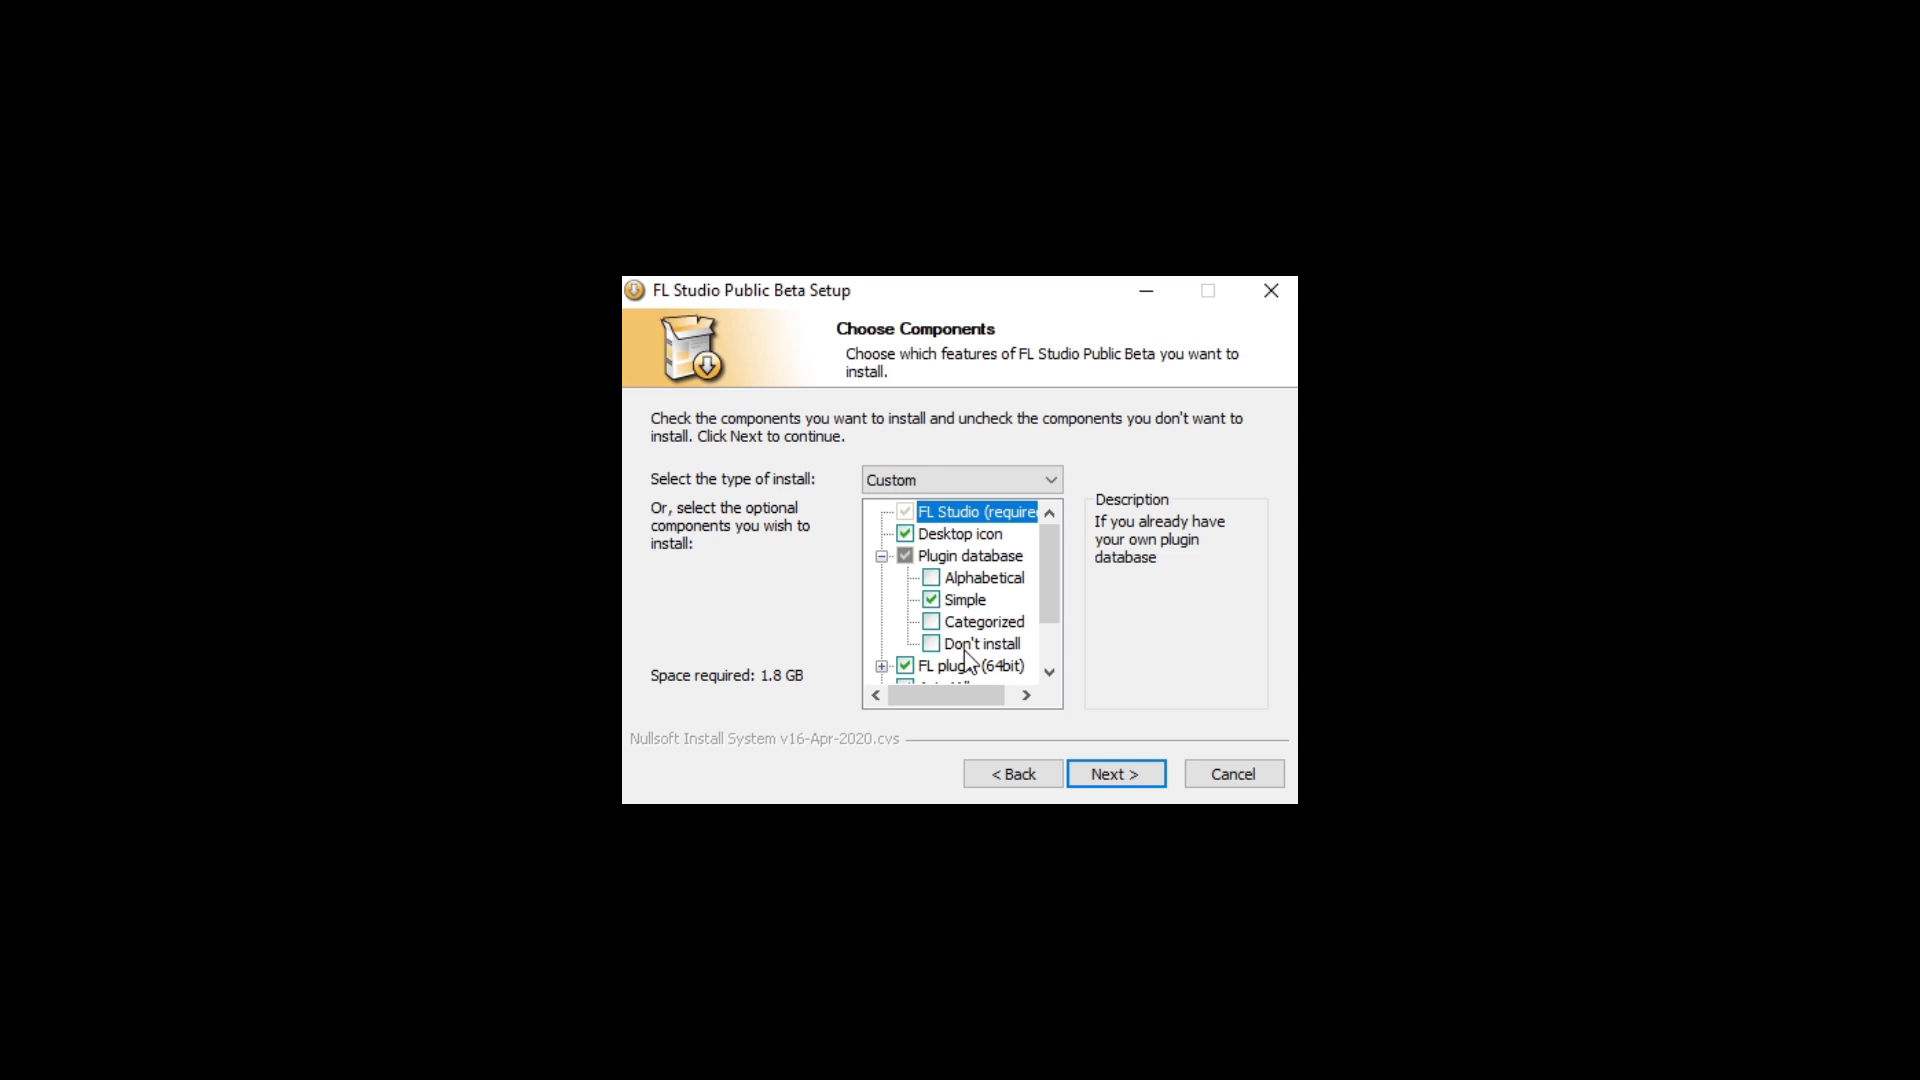 FL Studio Public Beta Setup
Choose Components
Choose which features of FL Studio Public Beta you want to
install.
Check the components you want to install and uncheck the components you don't want to
install. Click Next to continue.
Select the type of install:
Custom
Or, select the optional
components you wish to
install:
FL Studio (require
Desktop icon
Plugin database
Alphabetical
Simple
Categorized
Don't install
(64bit)
Description
If you already have
your own plugin
database
Space required: 1.8 GB
Nullsoft Install System v16-Apr-2020.cvs
< Back
Next >
Cancel